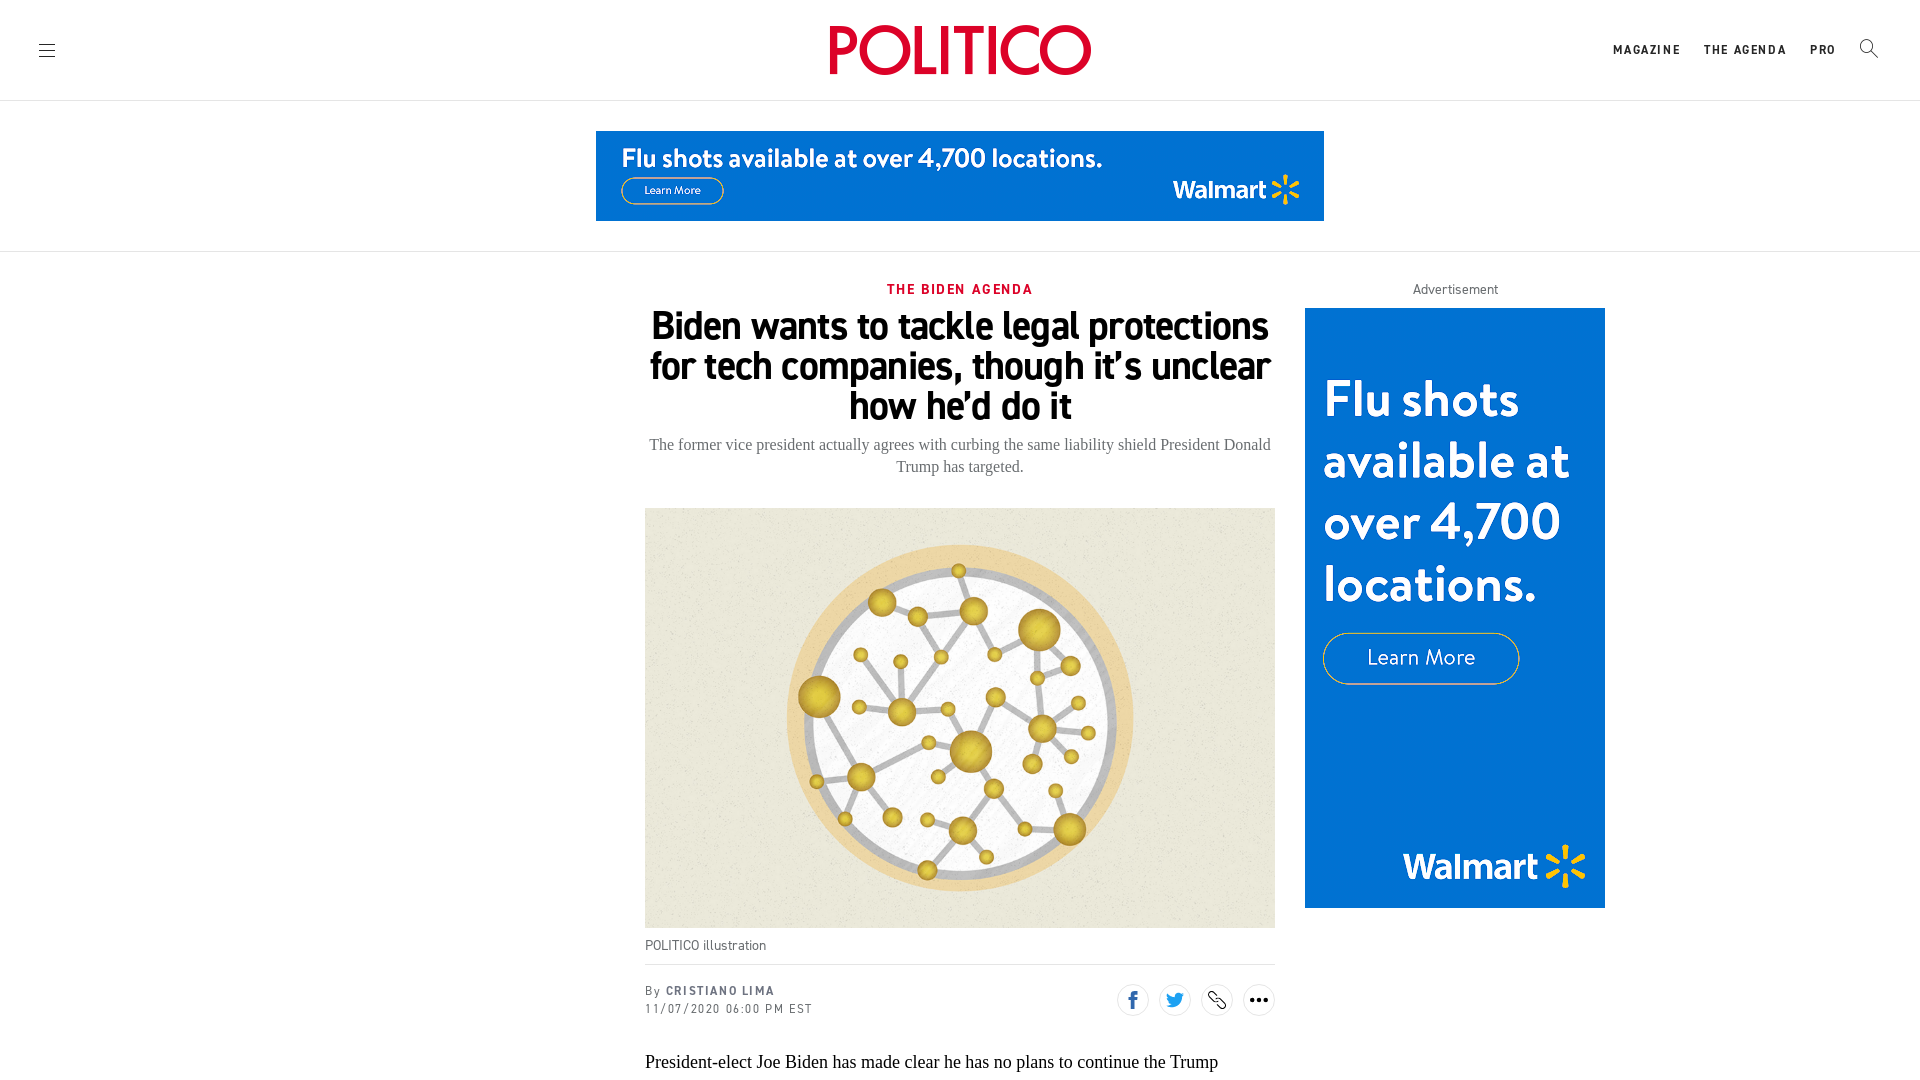 POLITICO
MAGAZINE THE AGENDA PRO
Flu shots available at over 4,700 locations.
Learn More
Walmart
THE BIDEN AGENDA
Biden wants to tackle legal protections
for tech companies, though it’s unclear
how he’d do it
The former vice president actually agrees with curbing the same liability shield President Donald
Trump has targeted.
POLITICO illustration
By CRISTIANO LIMA
11/07/2020 06:00 PM EST
President-elect Joe Biden has made clear he has no plans to continue the Trump
Advertisement
Flu shots
available at
over 4,700
locations.
Learn More
Walmart